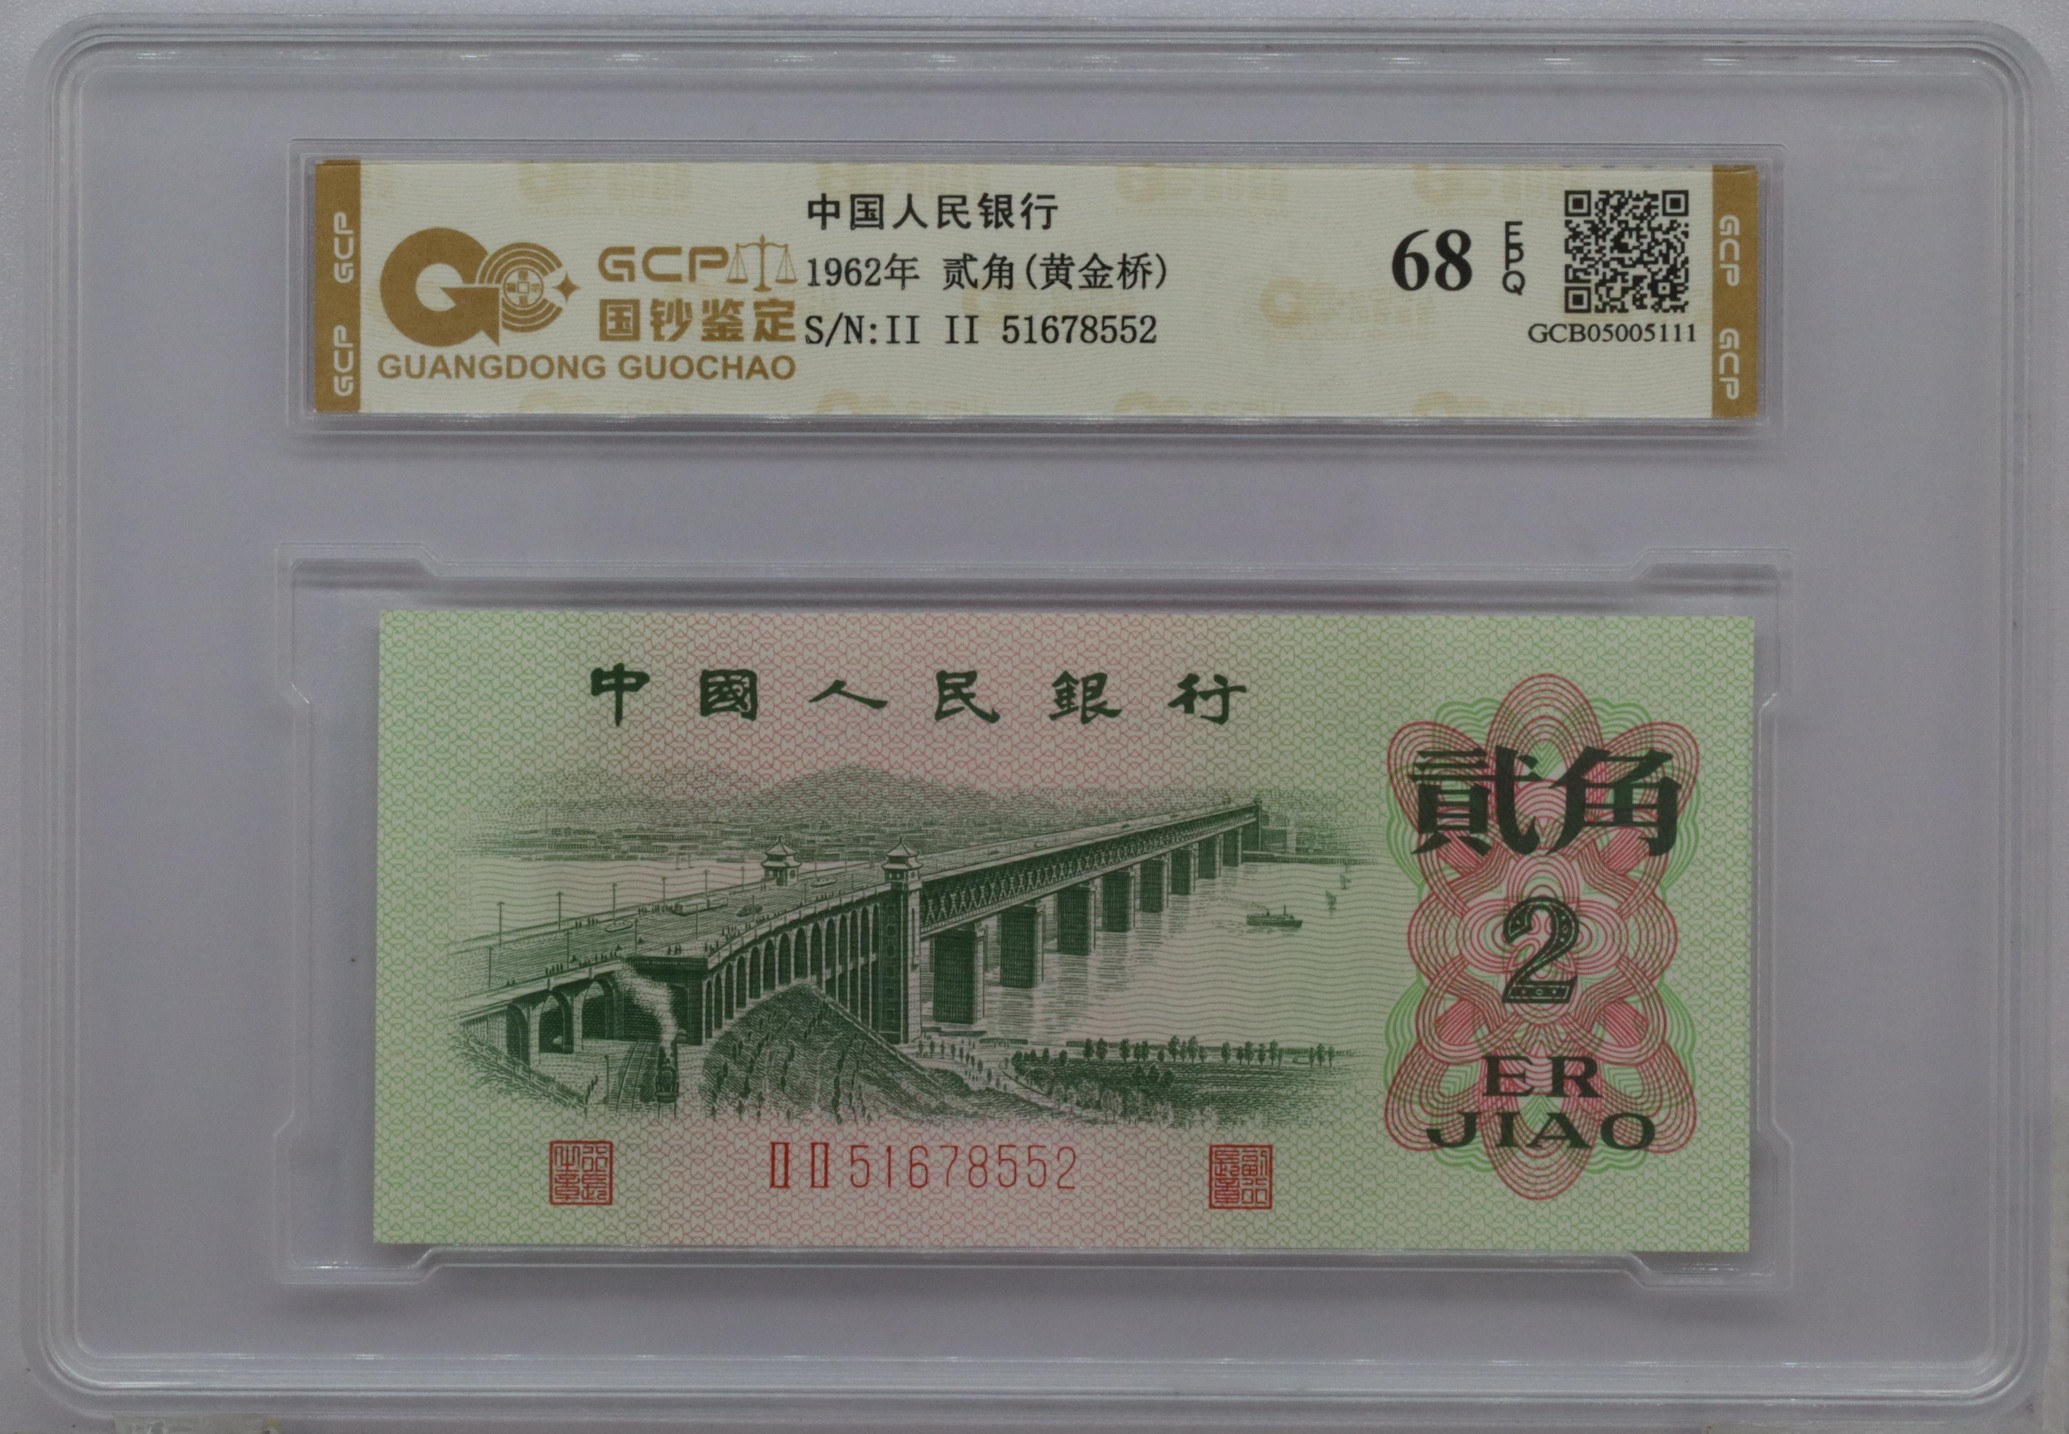 GCP GCP
GCP
国钞鉴定
GUANGDONG GUOCHAO
中国人民银行
1962年 贰角(黄金桥)
S/N:II II 51678552
68 EPQ
GCB05005111
GCP GCP
中國人民銀行
貳角
2
ER
JIAO
II II 51678552